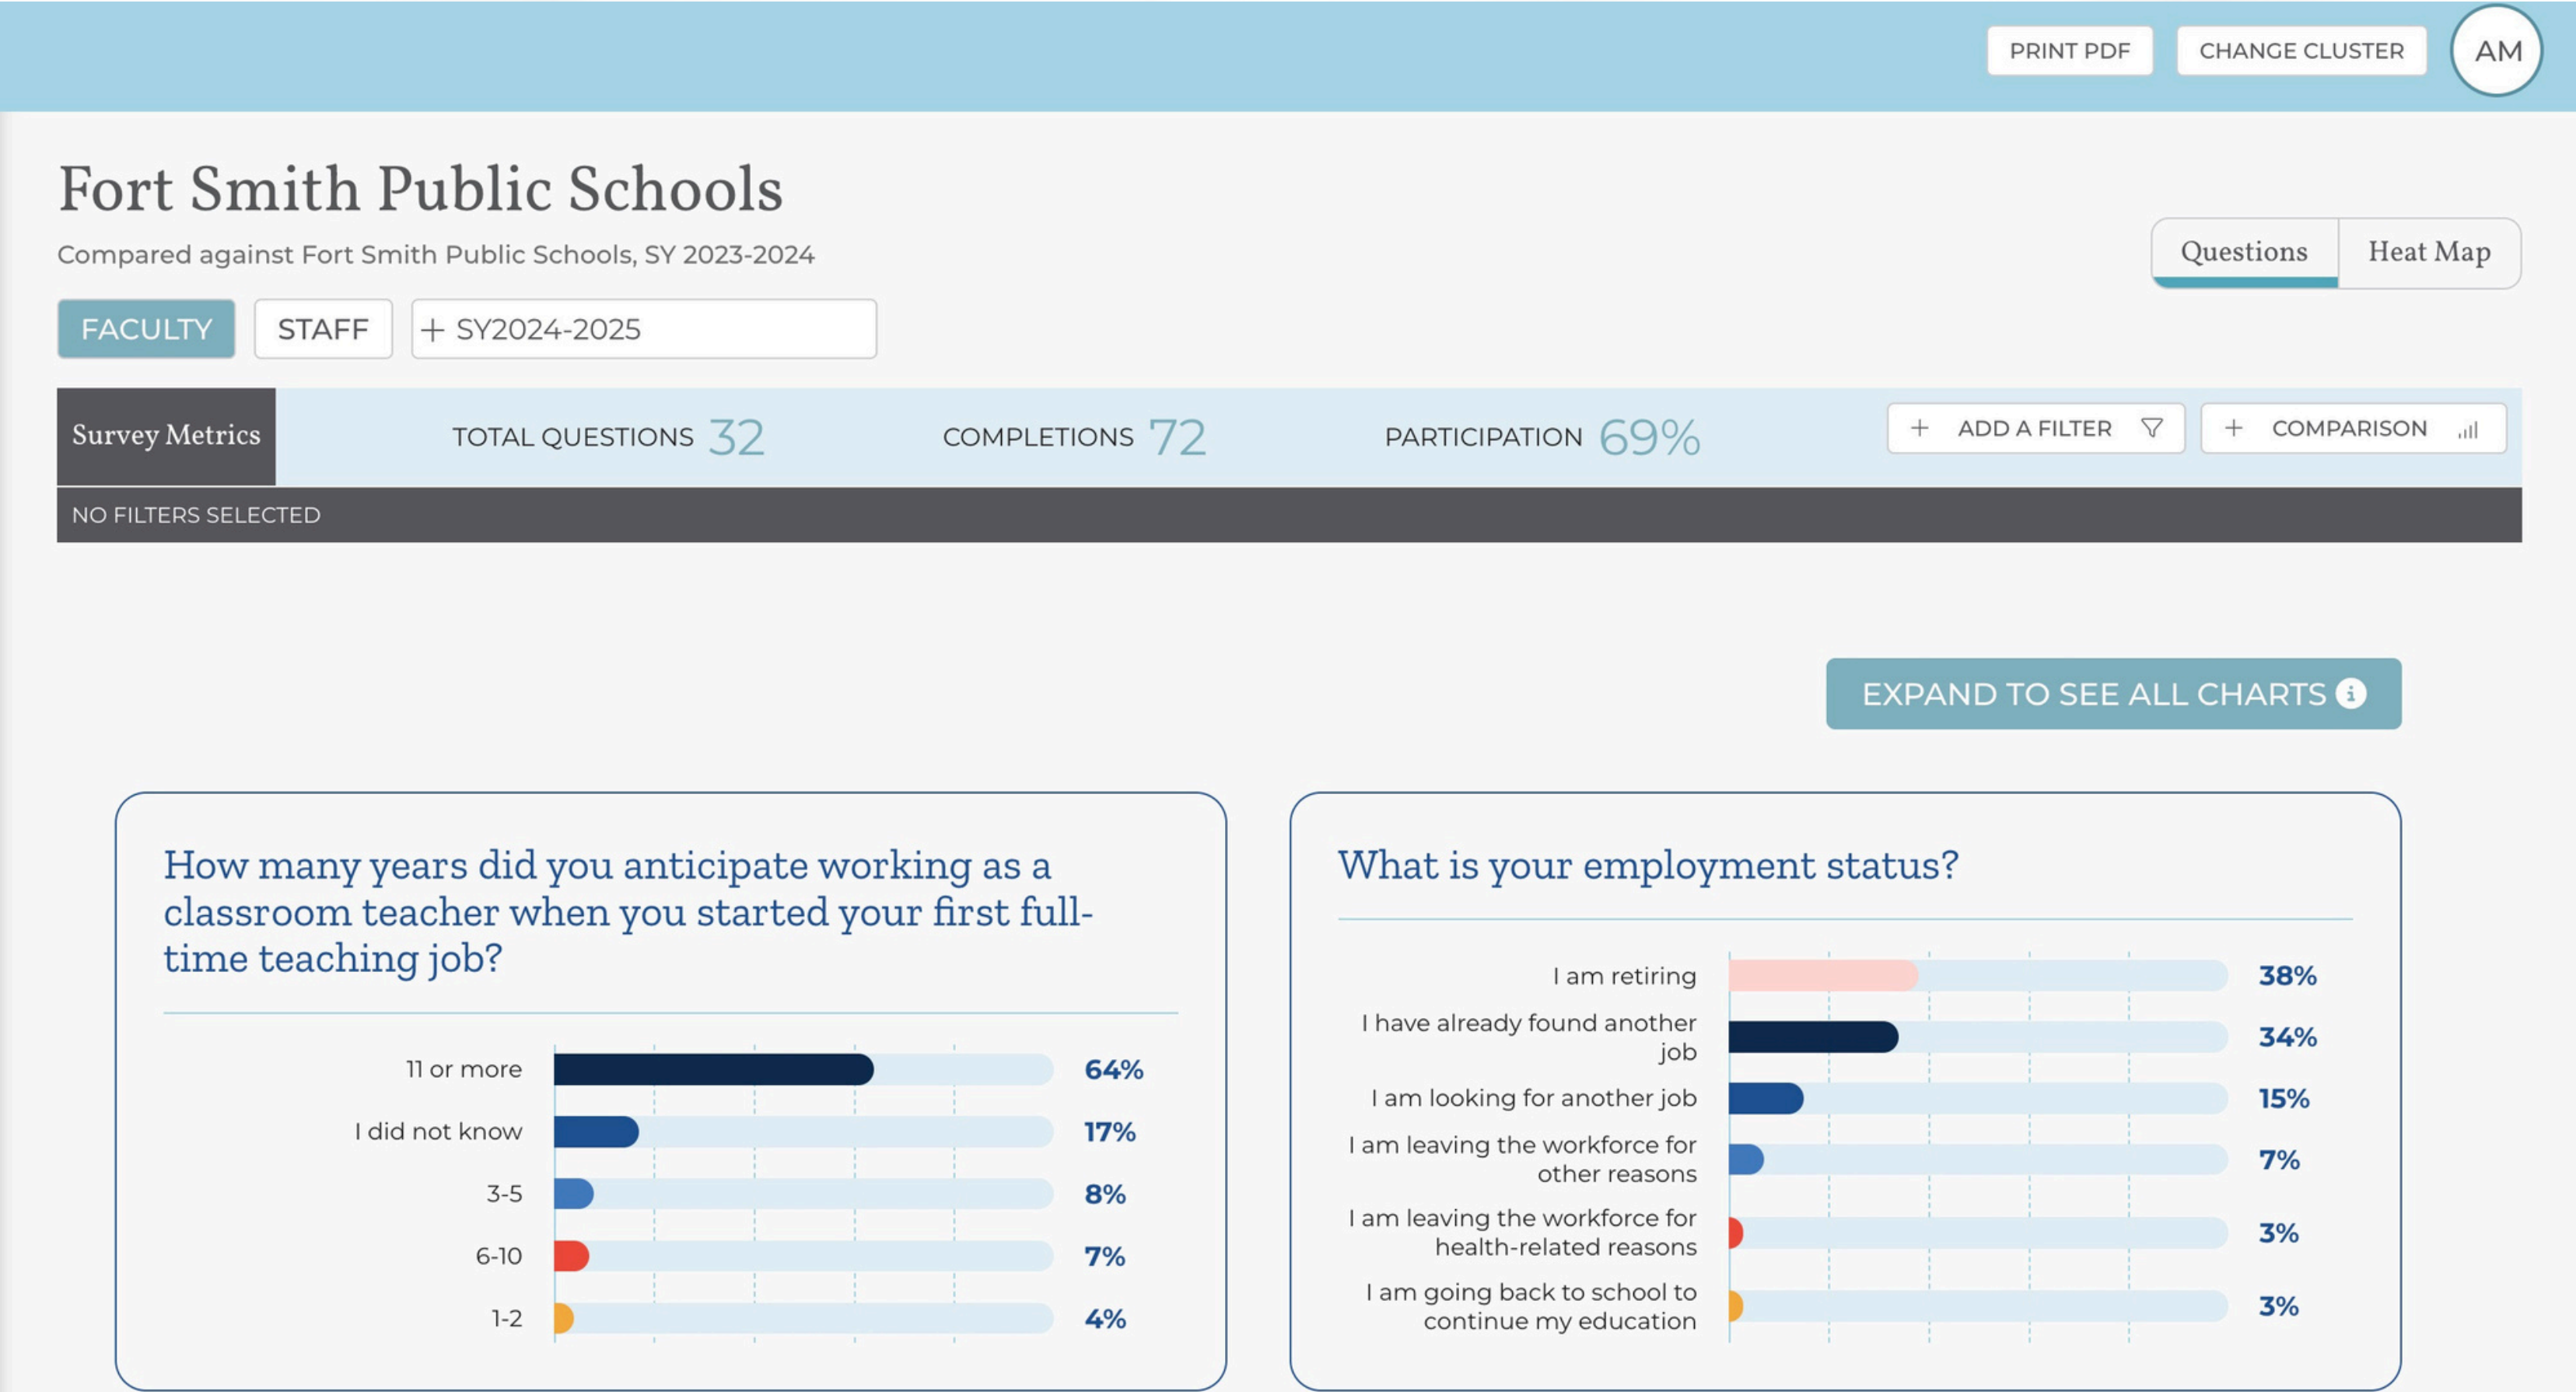 PRINT PDF
CHANGE CLUSTER
AM
Fort Smith Public Schools
Compared against Fort Smith Public Schools, SY 2023-2024
Questions
Heat Map
FACULTY
STAFF
+ SY2024-2025
Survey Metrics
TOTAL QUESTIONS 32
COMPLETIONS 72
PARTICIPATION 69%
+ ADD A FILTER
+ COMPARISON
NO FILTERS SELECTED
EXPAND TO SEE ALL CHARTS i
How many years did you anticipate working as a
classroom teacher when you started your first full-
time teaching job?
11 or more 64%
I did not know 17%
3-5 8%
6-10 7%
1-2 4%
What is your employment status?
I am retiring 38%
I have already found another
job 34%
I am looking for another job 15%
I am leaving the workforce for
other reasons 7%
I am leaving the workforce for
health-related reasons 3%
I am going back to school to
continue my education 3%